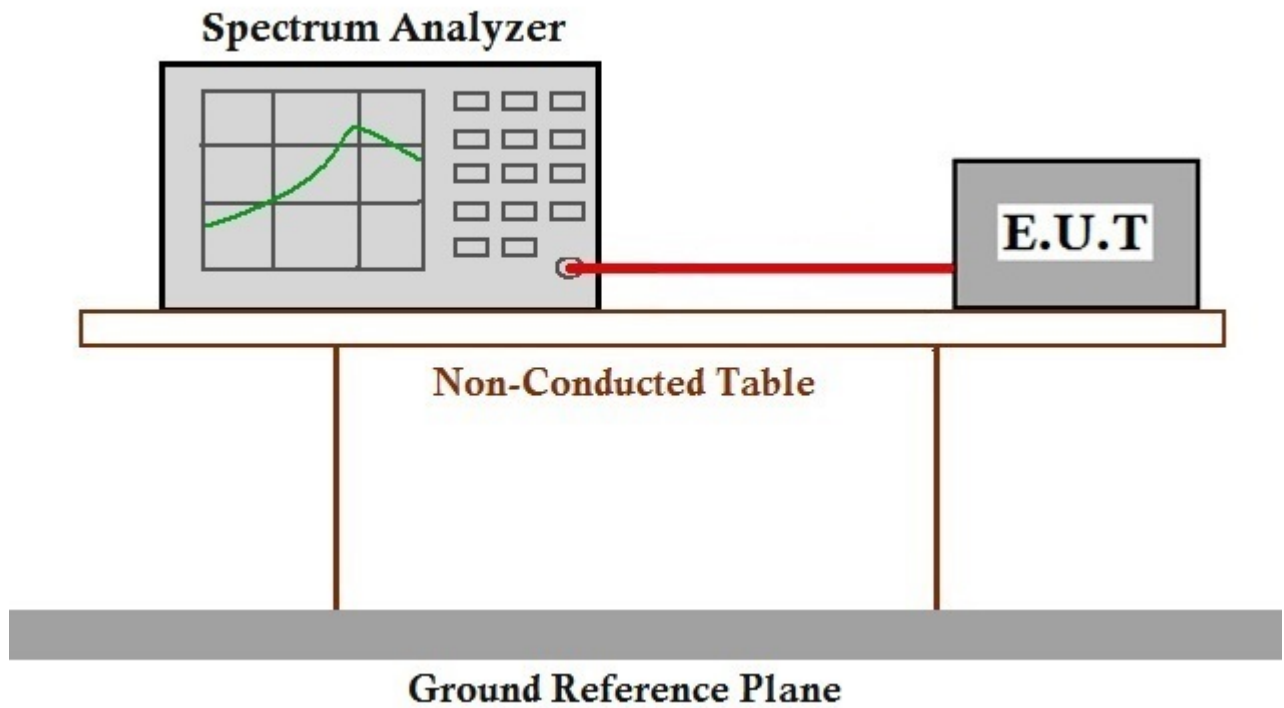 Spectrum Analyzer
E.U.T
Non-Conducted Table
Ground Reference Plane